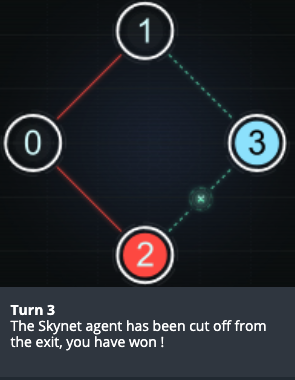 1
0
3
2
Turn 3
The Skynet agent has been cut off from
the exit, you have won !